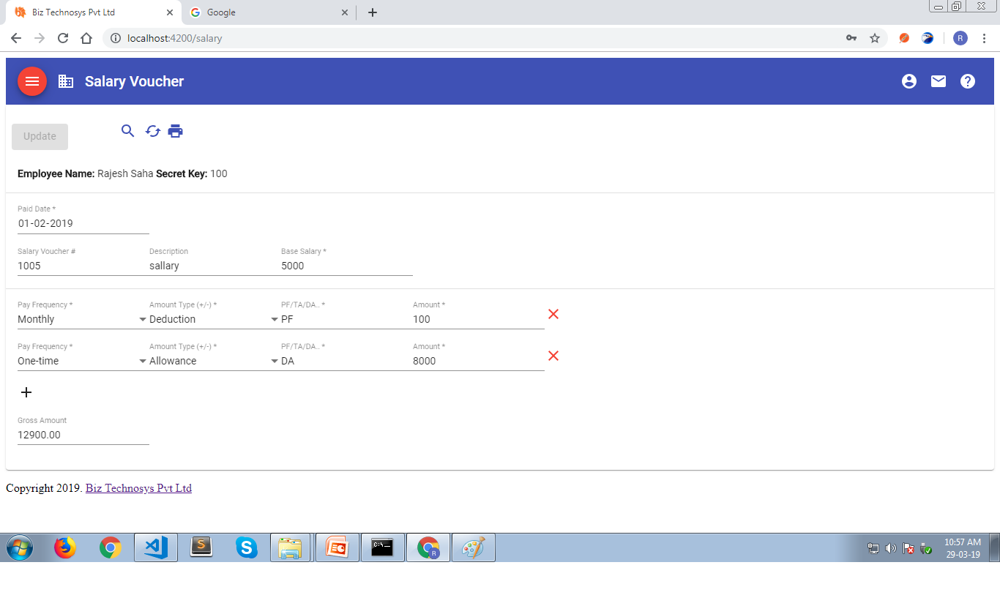 Biz Technosys Pvt Ltd
Google
localhost:4200/salary
R
Salary Voucher
Update
Employee Name: Rajesh Saha Secret Key: 100
Paid Date *
01-02-2019
Salary Voucher # Description Base Salary *
1005 sallary 5000
Pay Frequency * Amount Type (+/-) * PF/TA/DA.. * Amount *
Monthly Deduction PF 100
Pay Frequency * Amount Type (+/-) * PF/TA/DA.. * Amount *
One-time Allowance DA 8000
Gross Amount
12900.00
Copyright 2019. Biz Technosys Pvt Ltd
S
S
C:\
R
10:57 AM
29-03-19